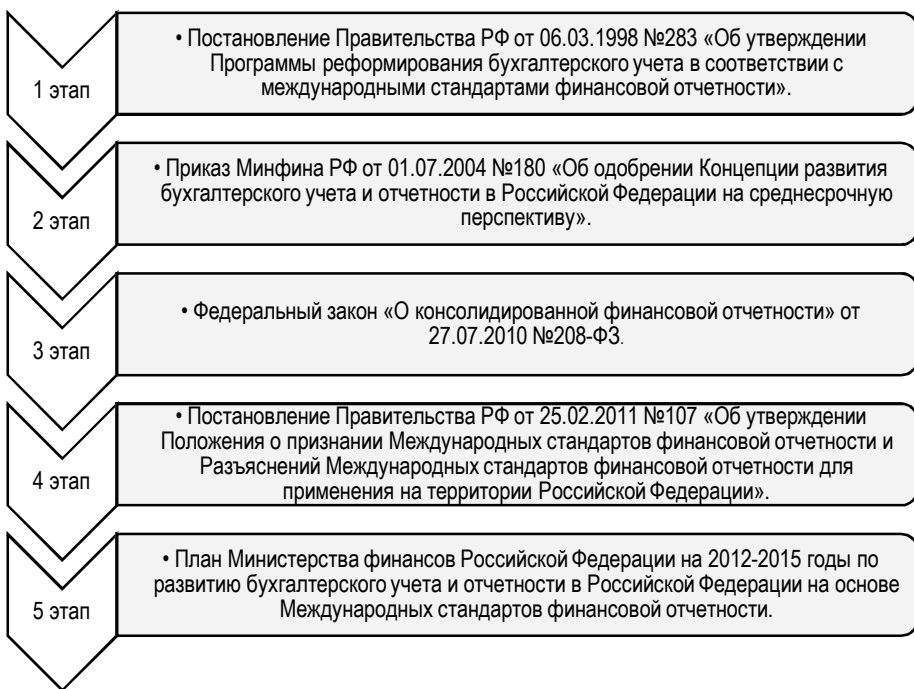 • Постановление Правительства РФ от 06.03.1998 №283 «Об утверждении
Программы реформирования бухгалтерского учета в соответствии с
международными стандартами финансовой отчетности».
1 этап
• Приказ Минфина РФ от 01.07.2004 №180 «Об одобрении Концепции развития
бухгалтерского учета и отчетности в Российской Федерации на среднесрочную
перспективу».
2 этап
• Федеральный закон «О консолидированной финансовой отчетности» от
27.07.2010 №208-ФЗ.
3 этап
• Постановление Правительства РФ от 25.02.2011 №107 «Об утверждении
Положения о признании Международных стандартов финансовой отчетности и
Разъяснений Международных стандартов финансовой отчетности для
применения на территории Российской Федерации».
4 этап
• План Министерства финансов Российской Федерации на 2012-2015 годы по
развитию бухгалтерского учета и отчетности в Российской Федерации на основе
Международных стандартов финансовой отчетности.
5 этап